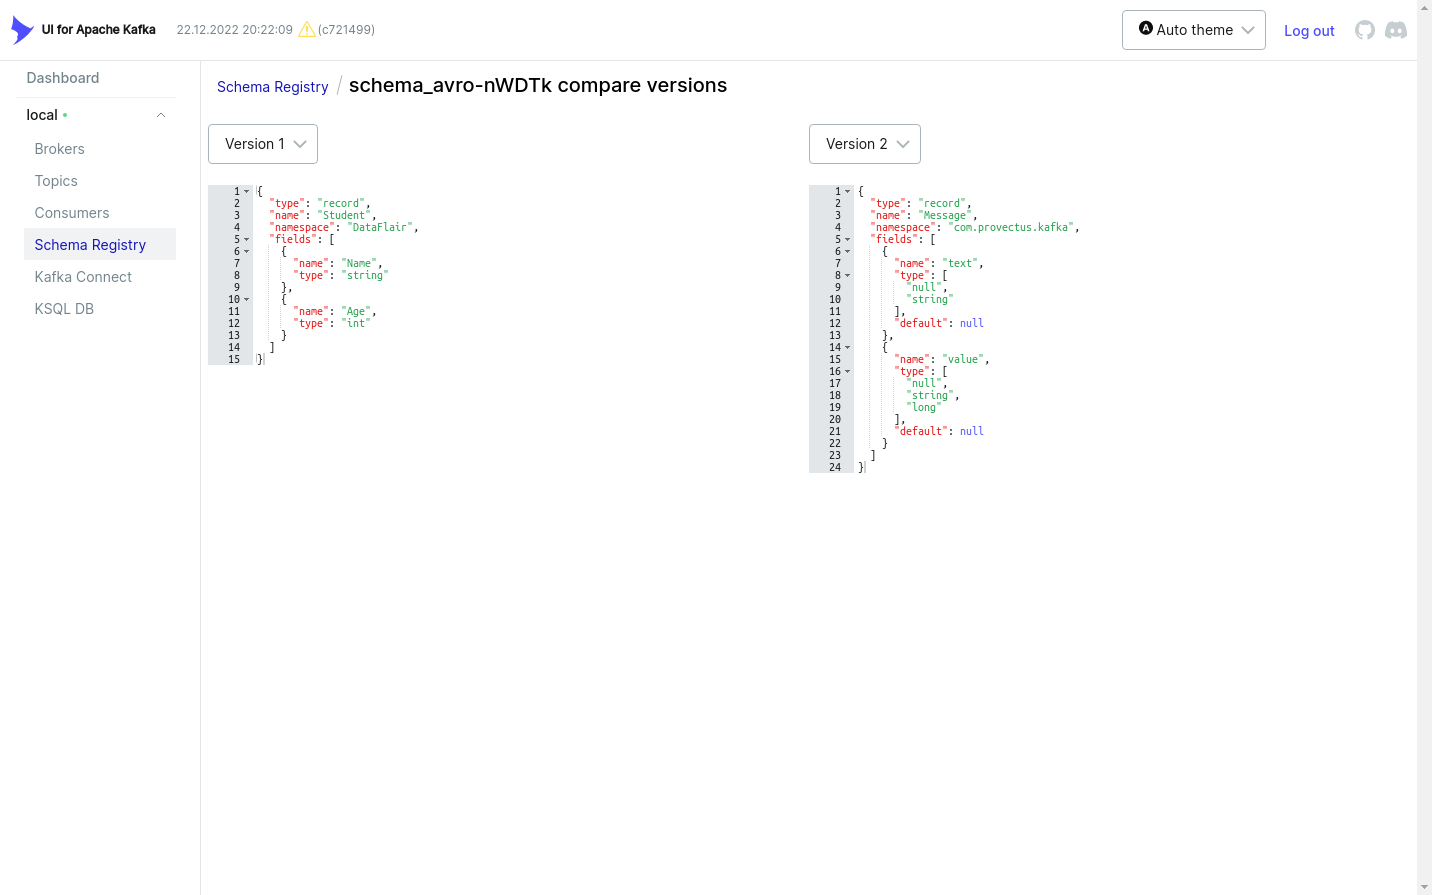 UI for Apache Kafka
22.12.2022 20:22:09 (c721499)
A Auto theme
Log out
Dashboard
local
Brokers
Topics
Consumers
Schema Registry
Kafka Connect
KSQL DB
Schema Registry / schema_avro-nWDTk compare versions
Version 1
1 {
2 "type": "record",
3 "name": "Student",
4 "namespace": "DataFlair",
5 "fields": [
6 {
7 "name": "Name",
8 "type": "string"
9 },
10 {
11 "name": "Age",
12 "type": "int"
13 }
14 ]
15 }
Version 2
1 {
2 "type": "record",
3 "name": "Message",
4 "namespace": "com.provectus.kafka",
5 "fields": [
6 {
7 "name": "text",
8 "type": [
9 "null",
10 "string"
11 ],
12 "default": null
13 },
14 {
15 "name": "value",
16 "type": [
17 "null",
18 "string",
19 "long"
20 ],
21 "default": null
22 }
23 ]
24 }